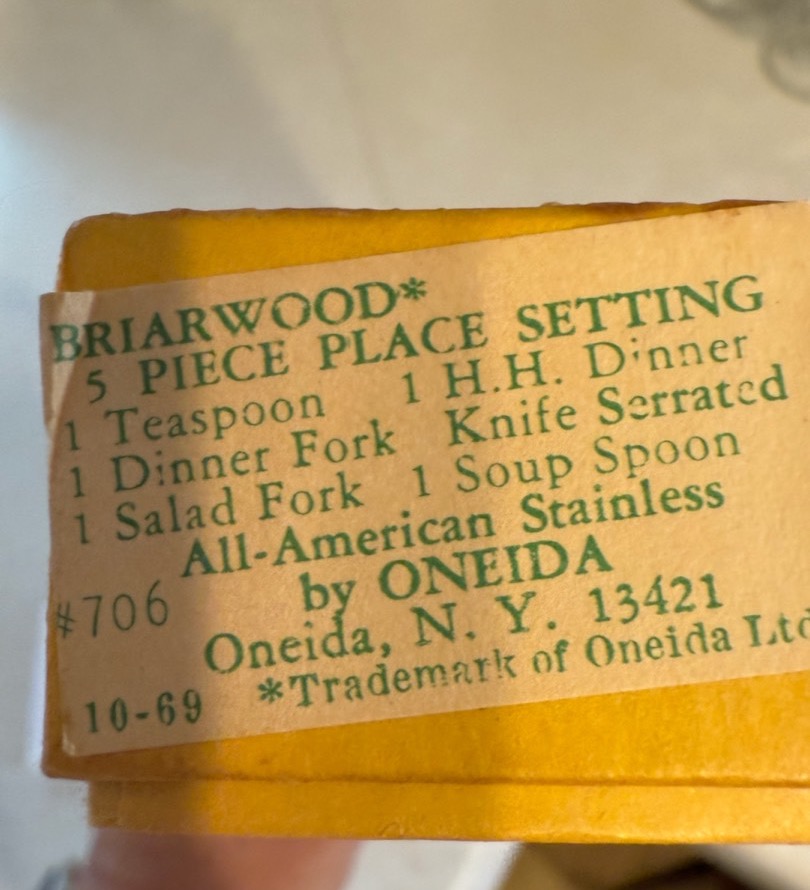 BRIARWOOD*
5 PIECE PLACE SETTING
1 Teaspoon 1 H.H. Dinner
1 Dinner Fork Knife Serrated
1 Salad Fork 1 Soup Spoon
All-American Stainless
by ONEIDA
#706
Oneida, N. Y. 13421
*Trademark of Oneida Ltd
10-69